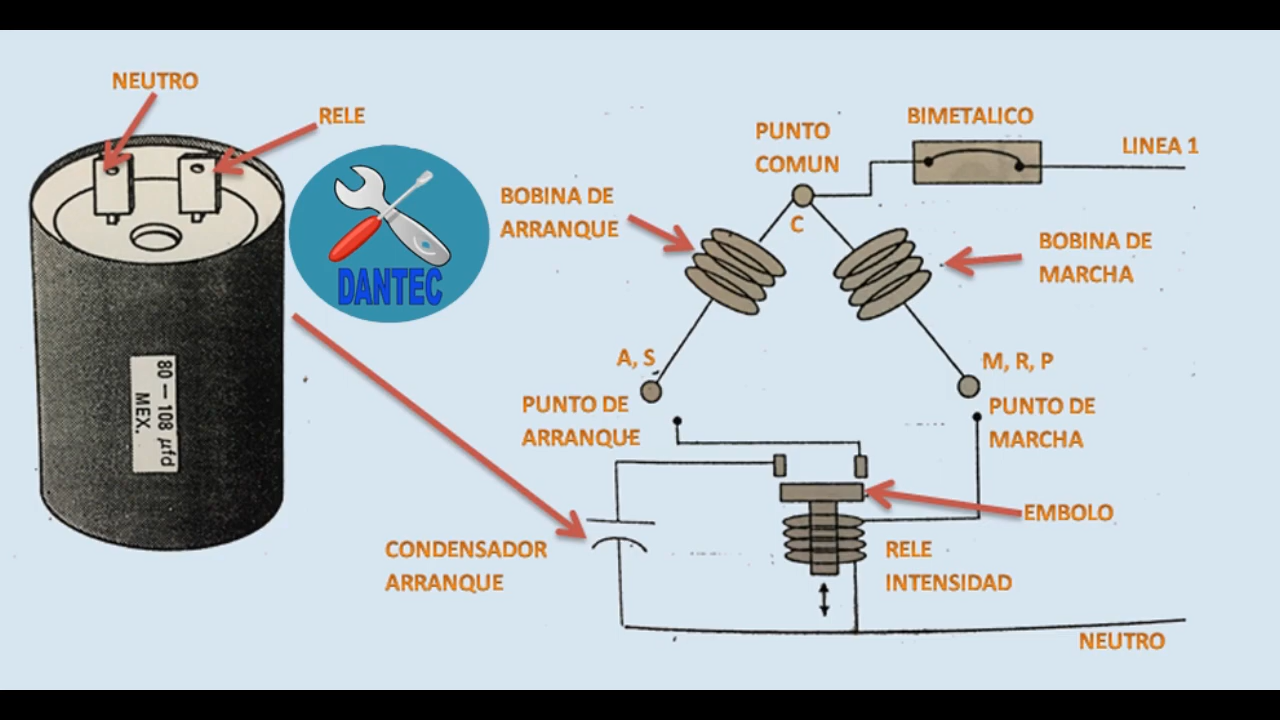 NEUTRO
RELE
DANTEC
80 — 108 µfd
MEX.
BOBINA DE
ARRANQUE
PUNTO
COMUN
C
BIMETALICO
LINEA 1
BOBINA DE
MARCHA
A, S
PUNTO DE
ARRANQUE
M, R, P
PUNTO DE
MARCHA
EMBOLO
CONDENSADOR
ARRANQUE
RELE
INTENSIDAD
NEUTRO